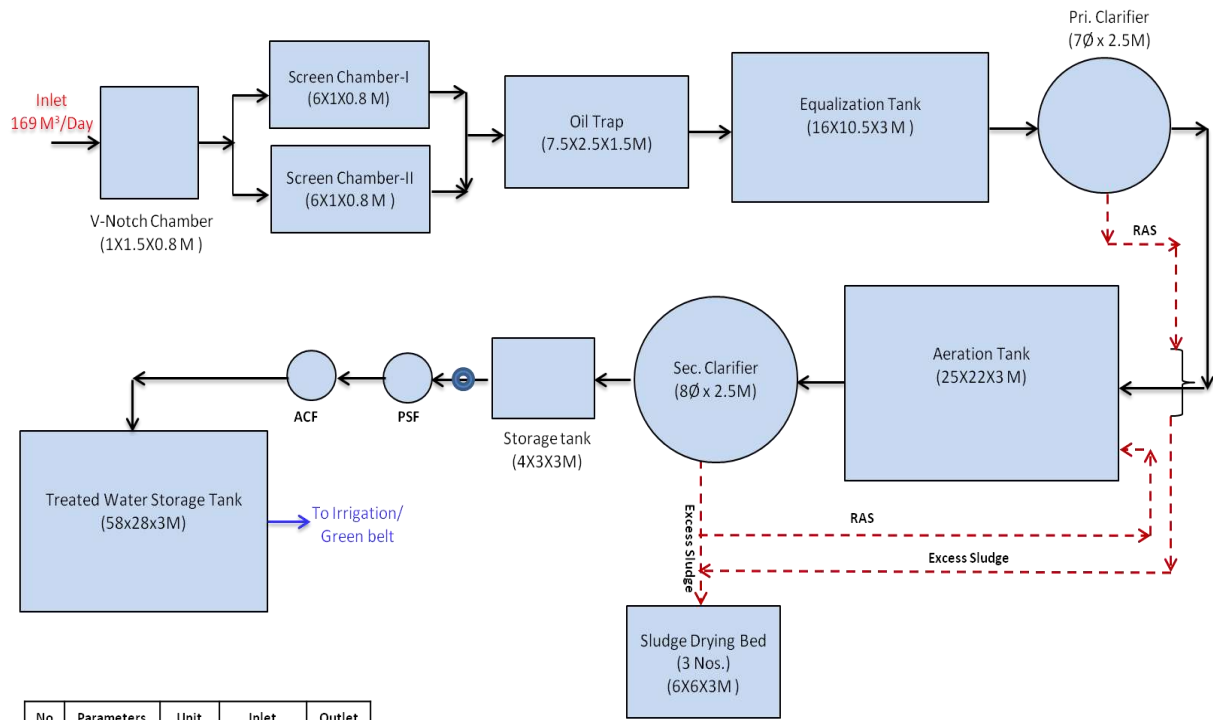 Pri. Clarifier
(7Ø x 2.5M)
Inlet
169 M³/Day
Screen Chamber-I
(6X1X0.8 M)
Screen Chamber-II
(6X1X0.8 M )
V-Notch Chamber
(1X1.5X0.8 M )
Oil Trap
(7.5X2.5X1.5M)
Equalization Tank
(16X10.5X3 M )
RAS
Aeration Tank
(25X22X3 M)
Sec. Clarifier
(8Ø x 2.5M)
Storage tank
(4X3X3M)
PSF
ACF
Treated Water Storage Tank
(58x28x3M)
To Irrigation/
Green belt
Excess Sludge
RAS
Excess Sludge
Sludge Drying Bed
(3 Nos.)
(6X6X3M )
No Parameters Unit Inlet Outlet